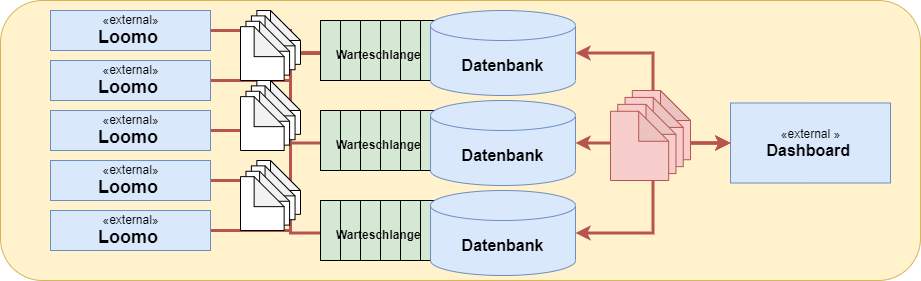 «external»
Loomo
«external»
Loomo
«external»
Loomo
«external»
Loomo
«external»
Loomo
Warteschlange
Datenbank
Warteschlange
Datenbank
Warteschlange
Datenbank
«external »
Dashboard